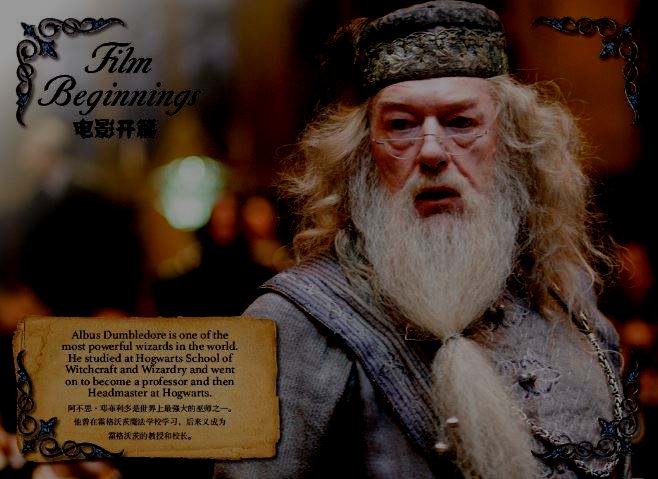 Film
Beginnings
电影开篇
Albus Dumbledore is one of the
most powerful wizards in the world.
He studied at Hogwarts School of
Witchcraft and Wizardry and went
on to become a professor and then
Headmaster at Hogwarts.
阿不思·邓布利多是世界上最强大的巫师之一。
他曾在霍格沃茨魔法学校学习，后来又成为
霍格沃茨的教授和校长。